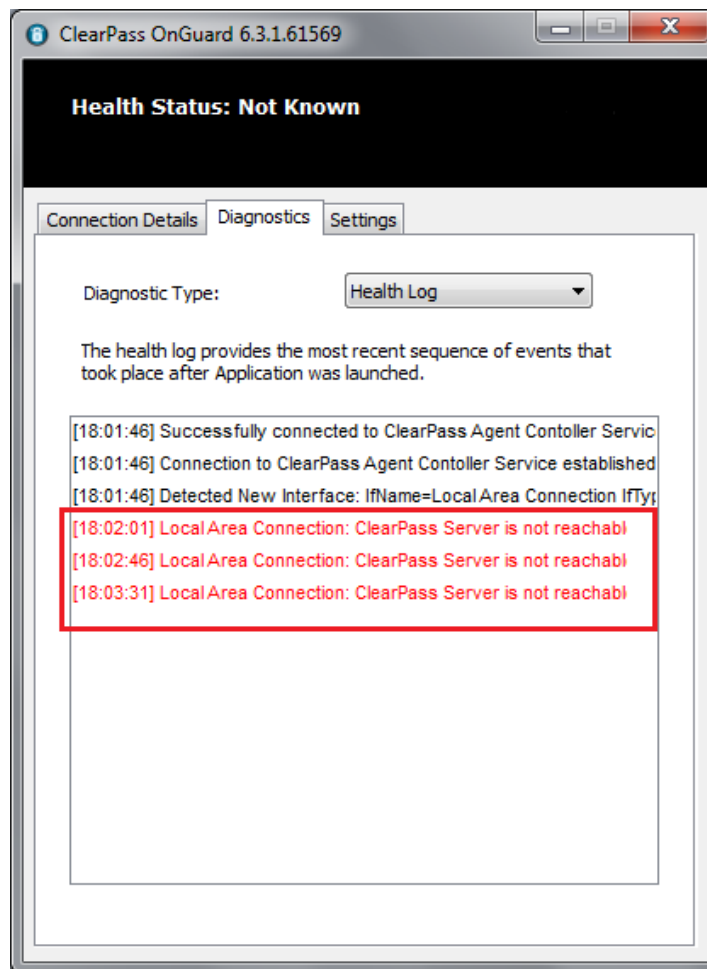 ClearPass OnGuard 6.3.1.61569
Health Status: Not Known
Connection Details Diagnostics Settings
Diagnostic Type: Health Log
The health log provides the most recent sequence of events that
took place after Application was launched.
[18:01:46] Successfully connected to ClearPass Agent Contoller Servic
[18:01:46] Connection to ClearPass Agent Contoller Service established
[18:01:46] Detected New Interface: IfName=Local Area Connection IfTyp
[18:02:01] Local Area Connection: ClearPass Server is not reachabl
[18:02:46] Local Area Connection: ClearPass Server is not reachabl
[18:03:31] Local Area Connection: ClearPass Server is not reachabl